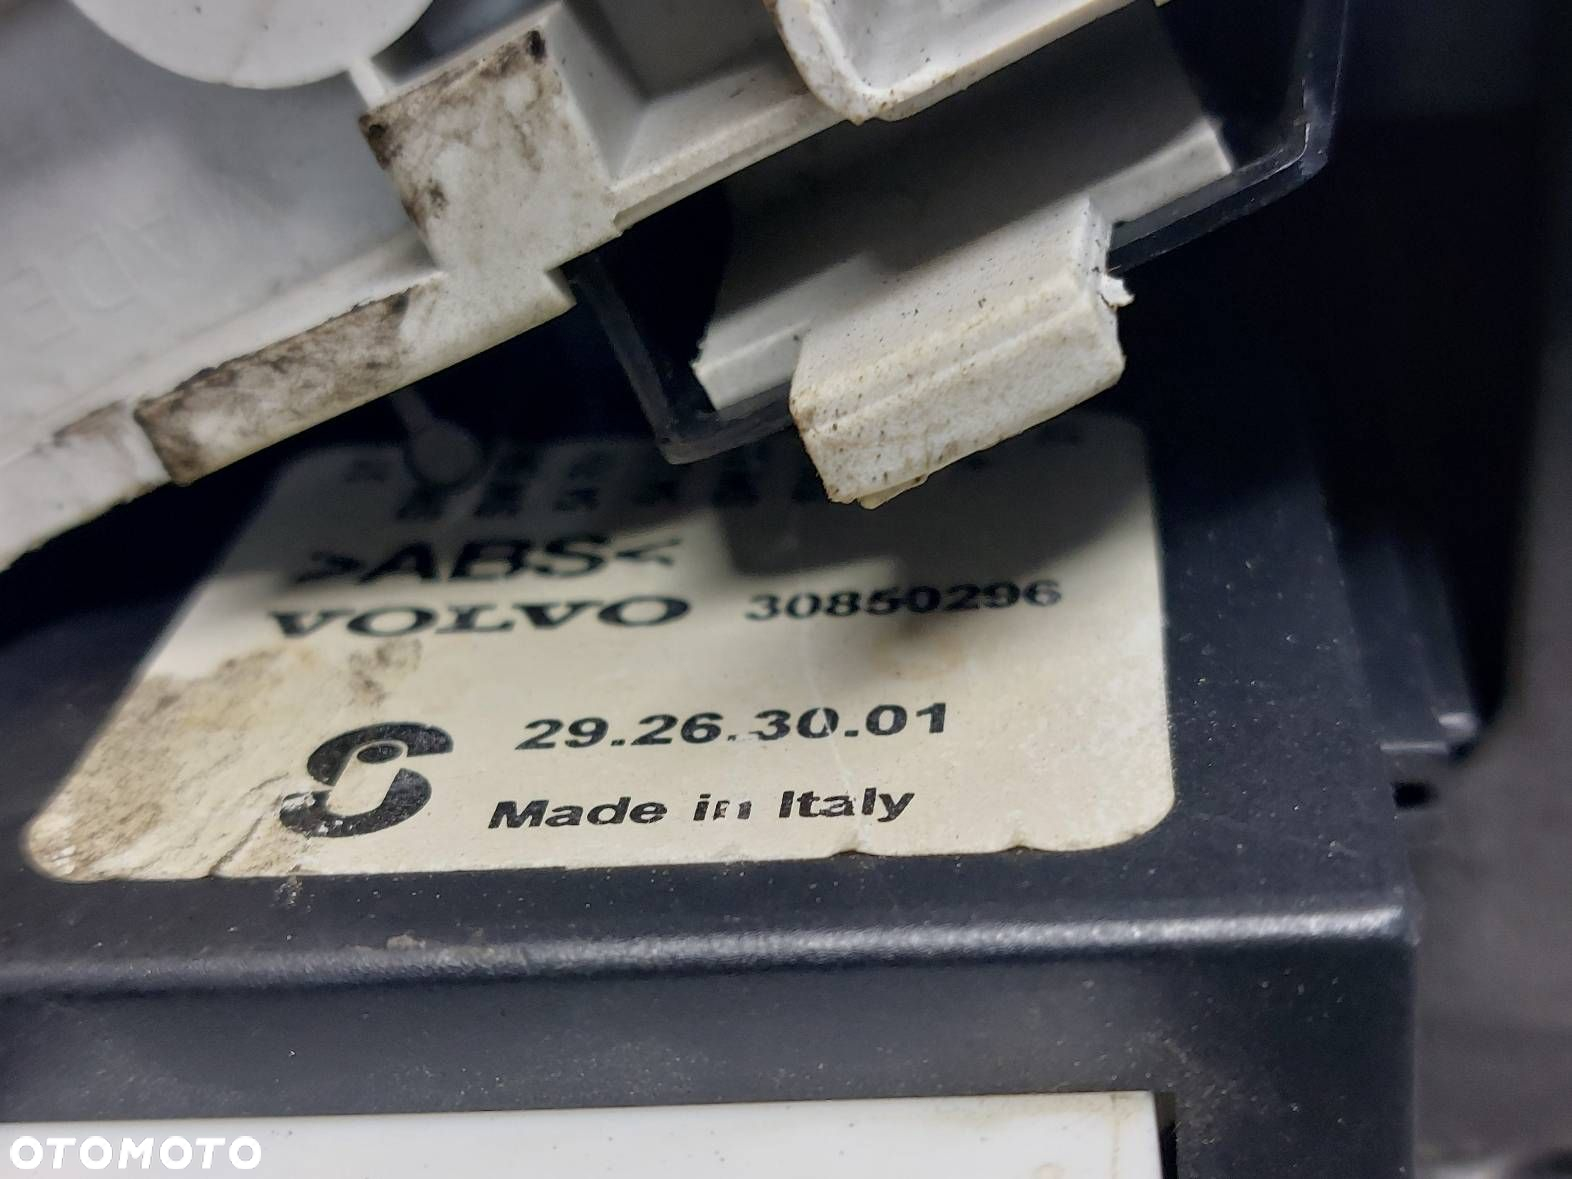 >ABS<
VOLVO 30850296
29.26.30.01
Made in Italy
OTOMOTO